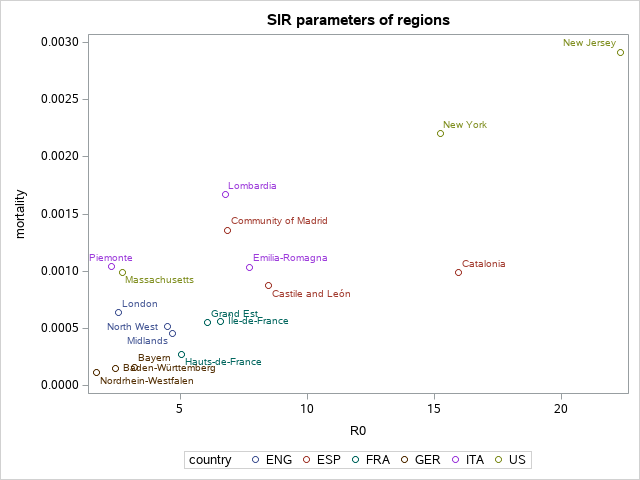 SIR parameters of regions
0.0030
0.0025
0.0020
0.0015
0.0010
0.0005
0.0000
mortality
New Jersey
New York
Lombardia
Community of Madrid
Piemonte
Emilia-Romagna
Catalonia
Massachusetts
Castile and León
London
Grand Est
Ile-de-France
North West
Midlands
Bayern
Hauts-de-France
Baden-Württemberg
Nordrhein-Westfalen
5 10 15 20
R0
country ENG ESP FRA GER ITA US